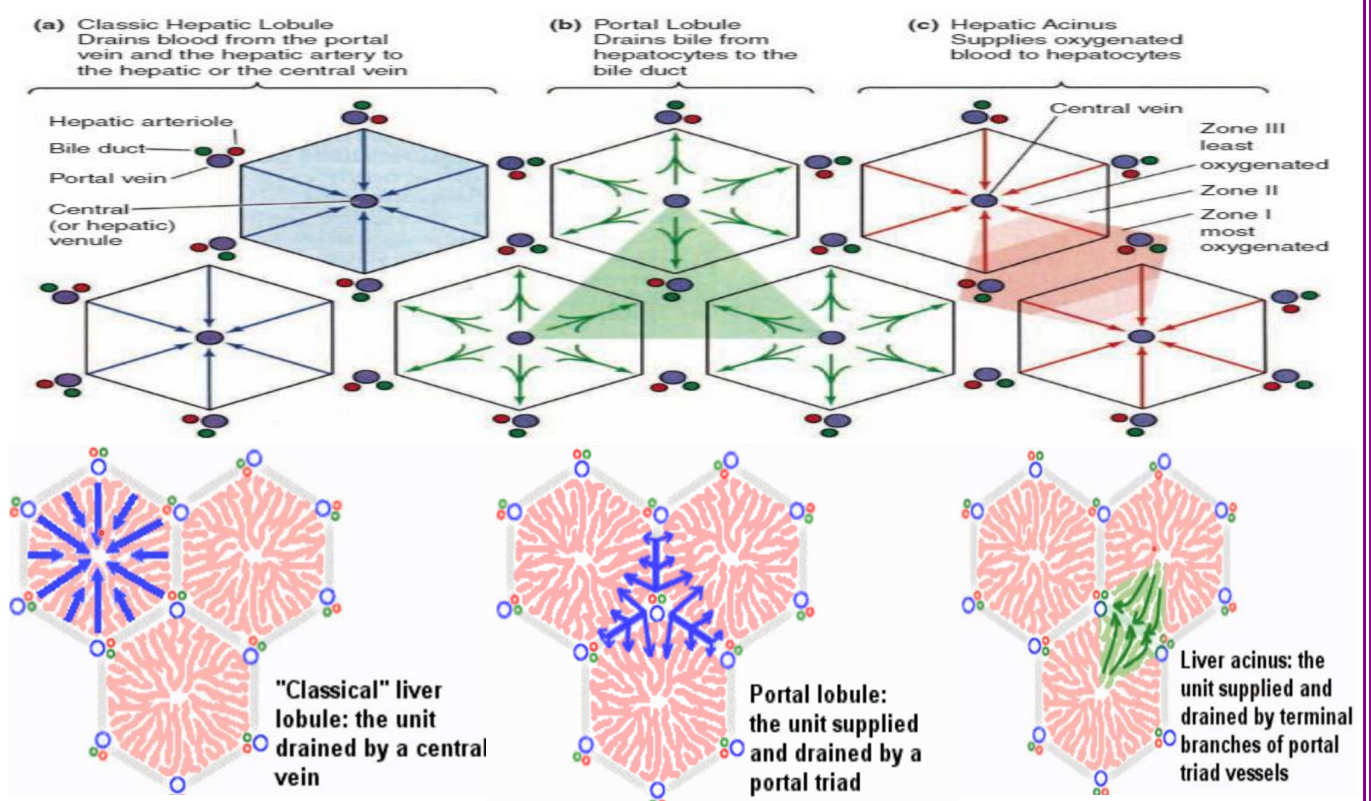 (a) Classic Hepatic Lobule
Drains blood from the portal
vein and the hepatic artery to
the hepatic or the central vein
(b) Portal Lobule
Drains bile from
hepatocytes to the
bile duct
(c) Hepatic Acinus
Supplies oxygenated
blood to hepatocytes
Hepatic arteriole
Bile duct
Portal vein
Central
(or hepatic)
venule
Central vein
Zone III
least
oxygenated
Zone II
Zone I
most
oxygenated
"Classical" liver
lobule: the unit
drained by a central
vein
Portal lobule:
the unit supplied
and drained by a
portal triad
Liver acinus: the
unit supplied and
drained by terminal
branches of portal
triad vessels